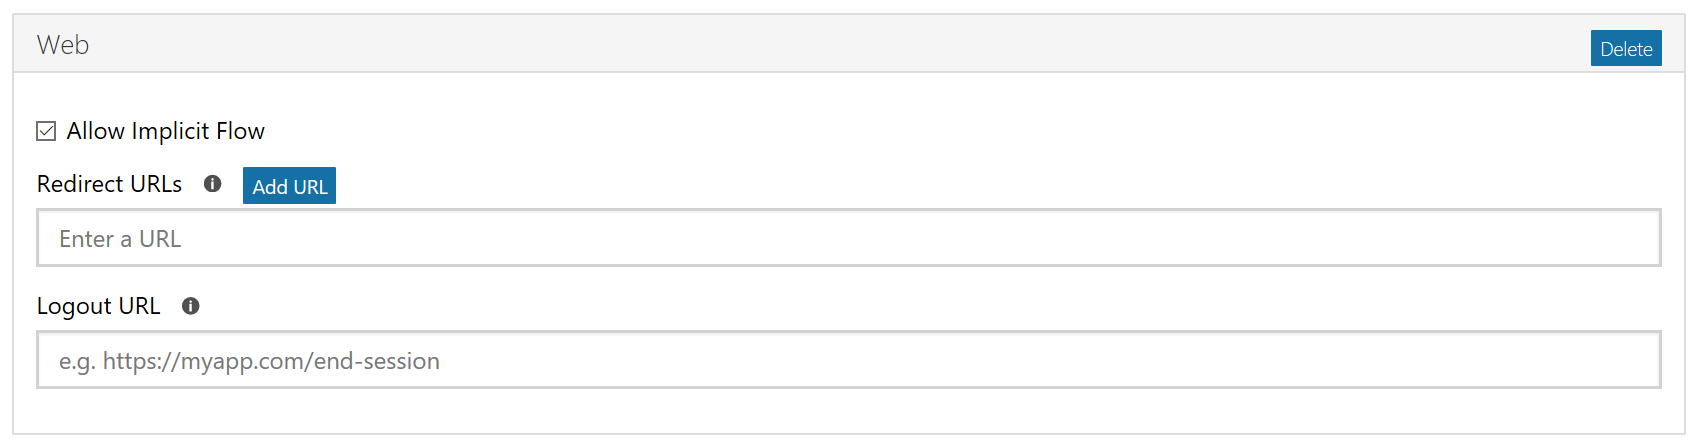 Web
Delete
Allow Implicit Flow
Redirect URLs
Add URL
Enter a URL
Logout URL
e.g. https://myapp.com/end-session